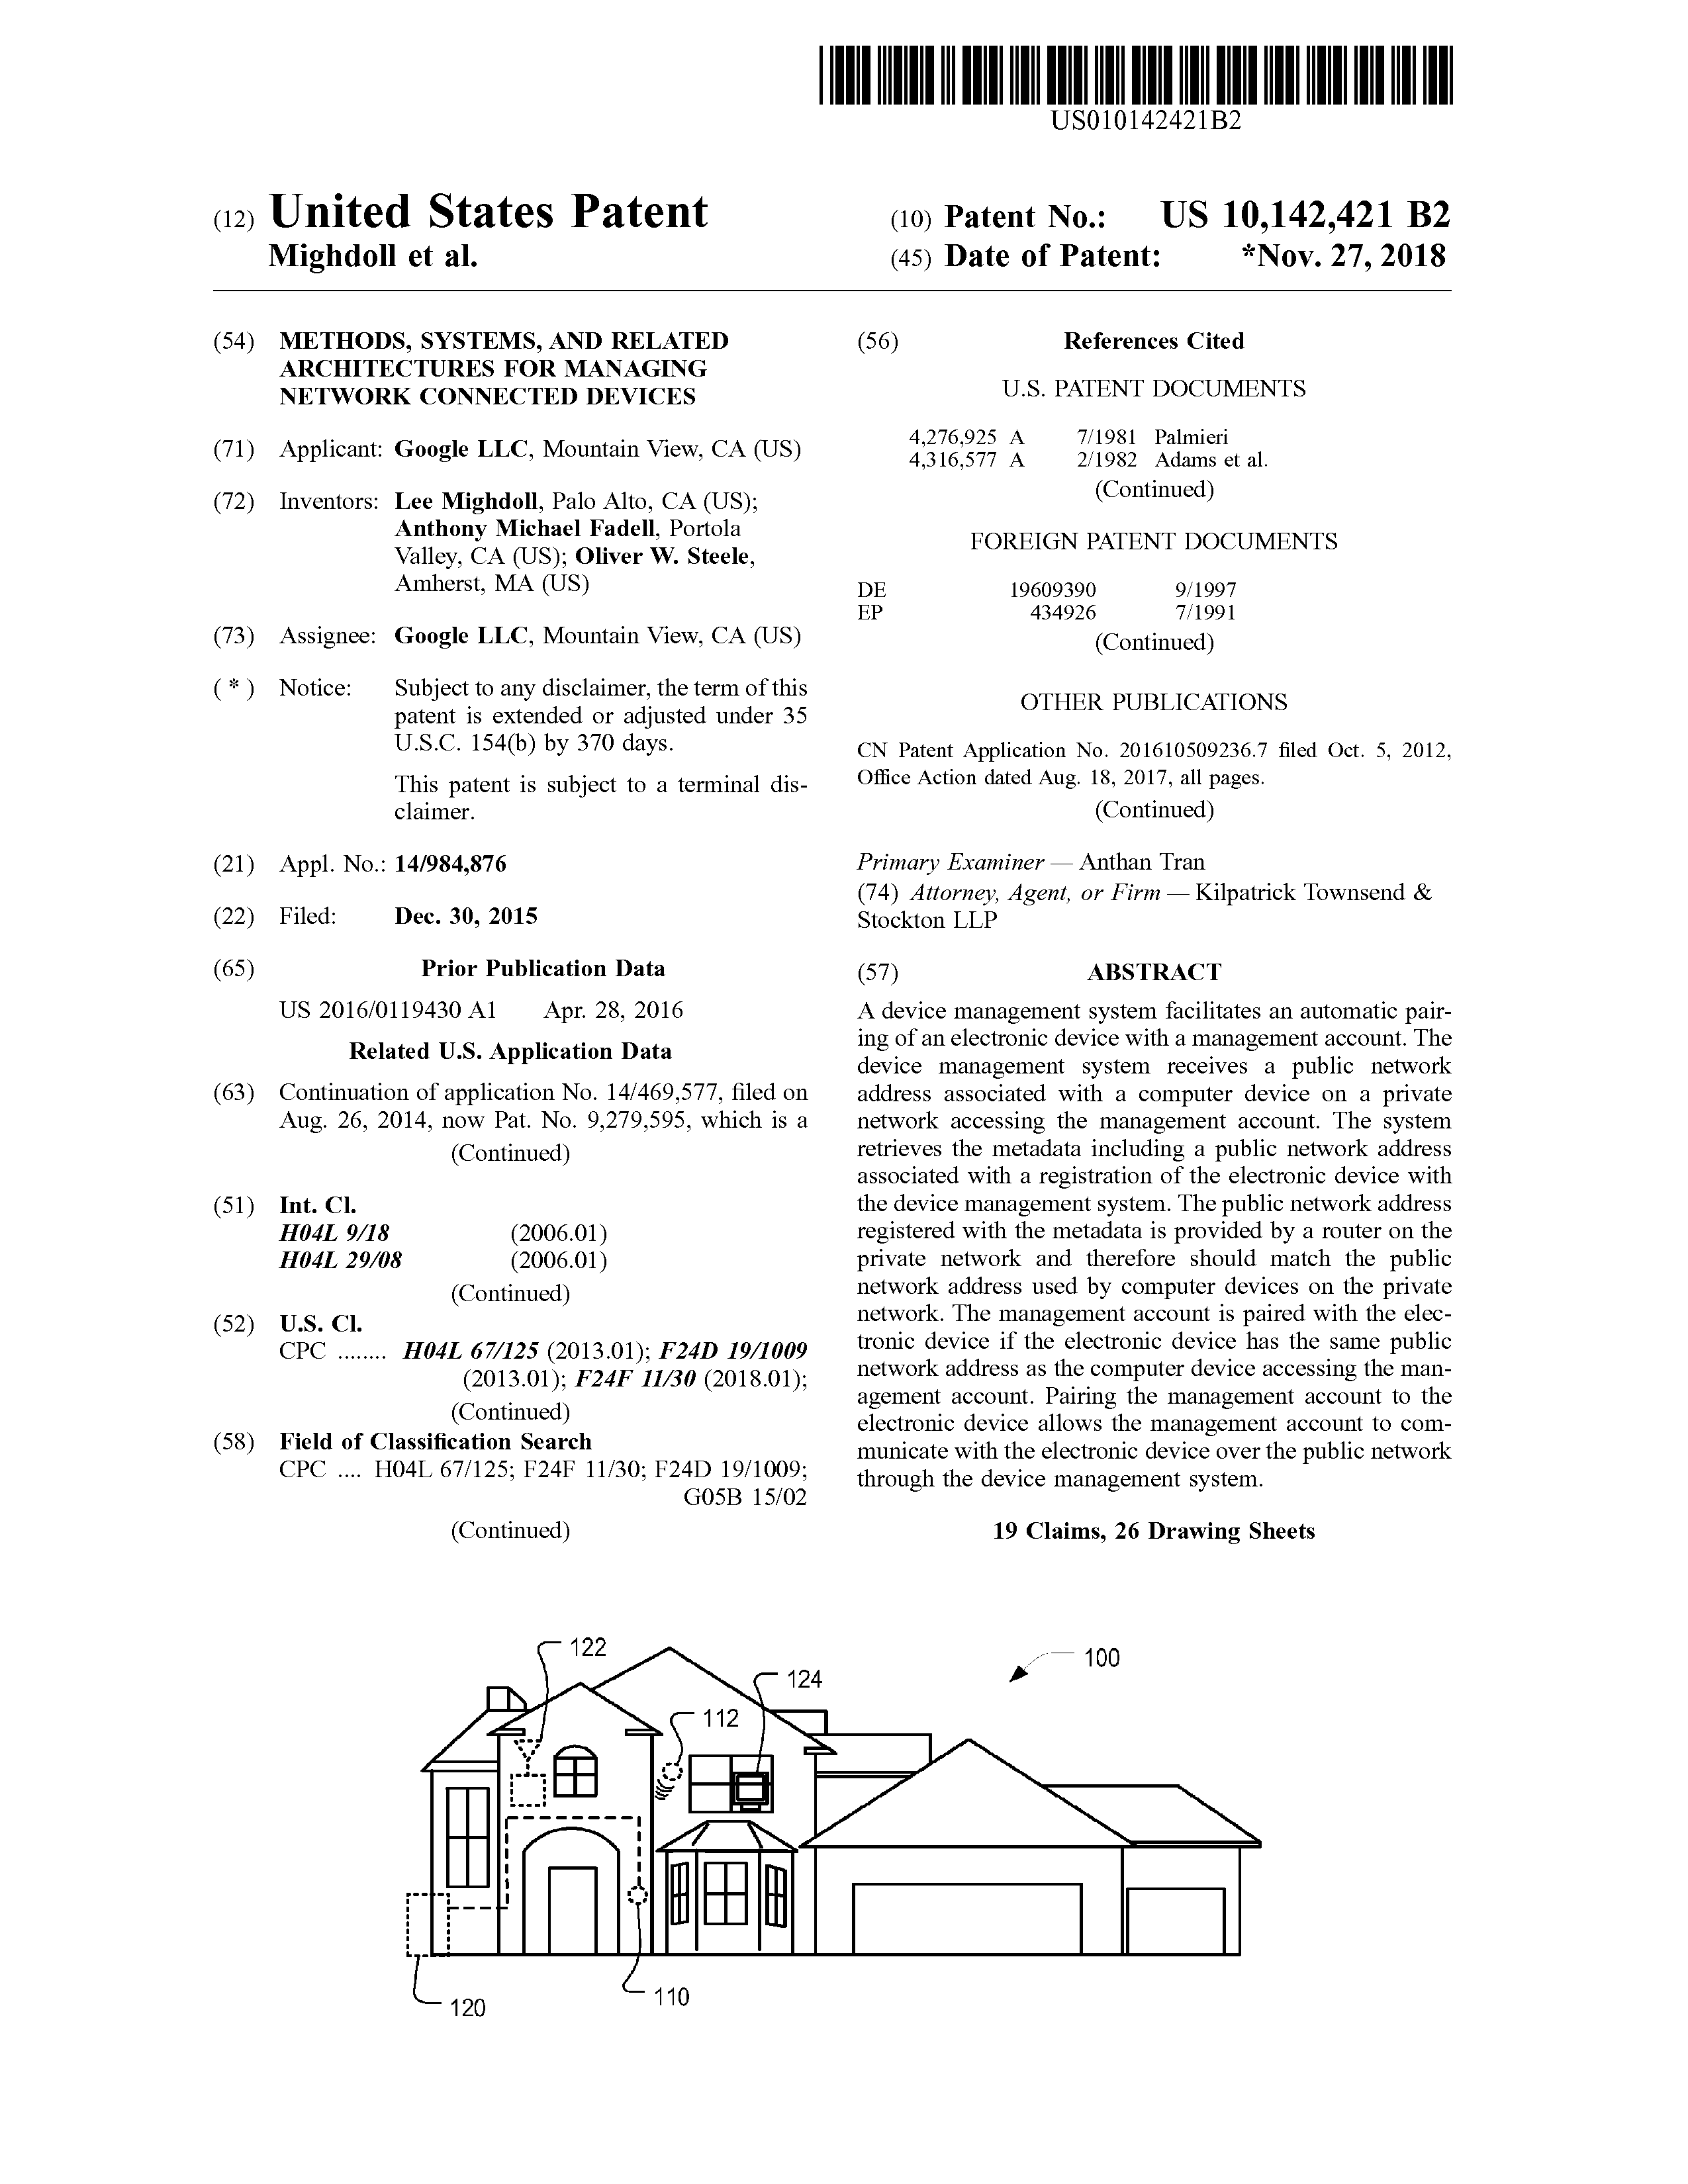 US010142421B2
(12) United States Patent
Mighdoll et al.
(10) Patent No.: US 10,142,421 B2
(45) Date of Patent: *Nov. 27, 2018
(54) METHODS, SYSTEMS, AND RELATED
ARCHITECTURES FOR MANAGING
NETWORK CONNECTED DEVICES
(71) Applicant: Google LLC, Mountain View, CA (US)
(72) Inventors: Lee Mighdoll, Palo Alto, CA (US);
Anthony Michael Fadell, Portola
Valley, CA (US); Oliver W. Steele,
Amherst, MA (US)
(73) Assignee: Google LLC, Mountain View, CA (US)
( * ) Notice: Subject to any disclaimer, the term of this
patent is extended or adjusted under 35
U.S.C. 154(b) by 370 days.
This patent is subject to a terminal dis-
claimer.
(21) Appl. No.: 14/984,876
(22) Filed: Dec. 30, 2015
(65) Prior Publication Data
US 2016/0119430 A1 Apr. 28, 2016
Related U.S. Application Data
(63) Continuation of application No. 14/469,577, filed on
Aug. 26, 2014, now Pat. No. 9,279,595, which is a
(Continued)
(51) Int. Cl.
H04L 9/18 (2006.01)
H04L 29/08 (2006.01)
(Continued)
(52) U.S. Cl.
CPC ........ H04L 67/125 (2013.01); F24D 19/1009
(2013.01); F24F 11/30 (2018.01);
(Continued)
(58) Field of Classification Search
CPC .... H04L 67/125; F24F 11/30; F24D 19/1009;
G05B 15/02
(Continued)
(56) References Cited
U.S. PATENT DOCUMENTS
4,276,925 A 7/1981 Palmieri
4,316,577 A 2/1982 Adams et al.
(Continued)
FOREIGN PATENT DOCUMENTS
DE 19609390 9/1997
EP 434926 7/1991
(Continued)
OTHER PUBLICATIONS
CN Patent Application No. 201610509236.7 filed Oct. 5, 2012,
Office Action dated Aug. 18, 2017, all pages.
(Continued)
Primary Examiner — Anthan Tran
(74) Attorney, Agent, or Firm — Kilpatrick Townsend &
Stockton LLP
(57) ABSTRACT
A device management system facilitates an automatic pair-
ing of an electronic device with a management account. The
device management system receives a public network
address associated with a computer device on a private
network accessing the management account. The system
retrieves the metadata including a public network address
associated with a registration of the electronic device with
the device management system. The public network address
registered with the metadata is provided by a router on the
private network and therefore should match the public
network address used by computer devices on the private
network. The management account is paired with the elec-
tronic device if the electronic device has the same public
network address as the computer device accessing the man-
agement account. Pairing the management account to the
electronic device allows the management account to com-
municate with the electronic device over the public network
through the device management system.
19 Claims, 26 Drawing Sheets
122
124
100
112
110
120